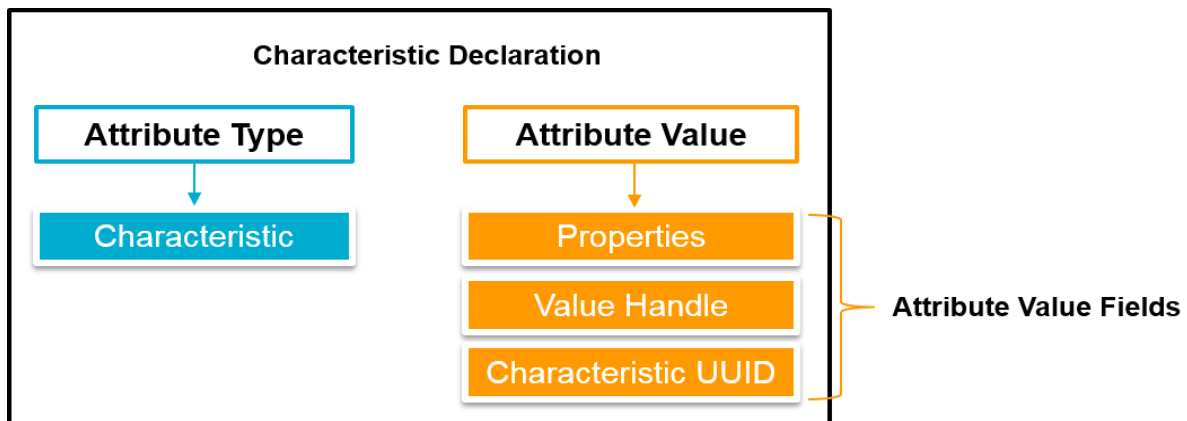 Characteristic Declaration
Attribute Type
Attribute Value
Characteristic
Properties
Value Handle
Attribute Value Fields
Characteristic UUID